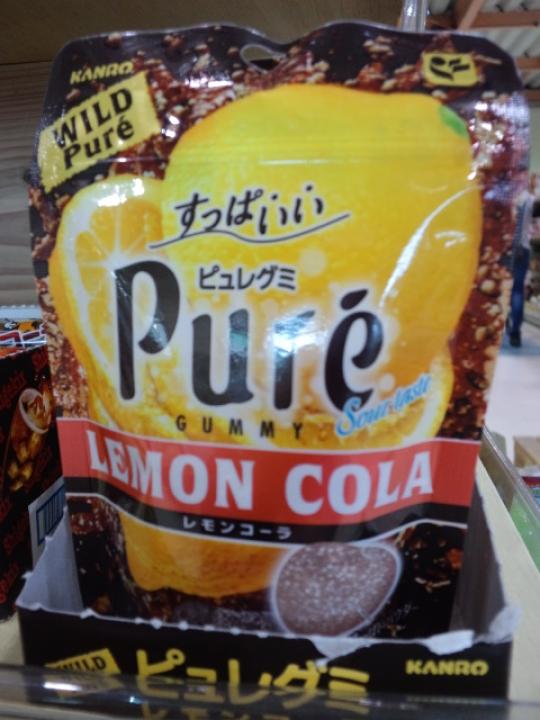 KANRO
WILD
Puré
すっぱいい
ピュレグミ
Puré
GUMMY
Sour taste
LEMON COLA
レモンコーラ
WILD
ピュレグミ
KANRO